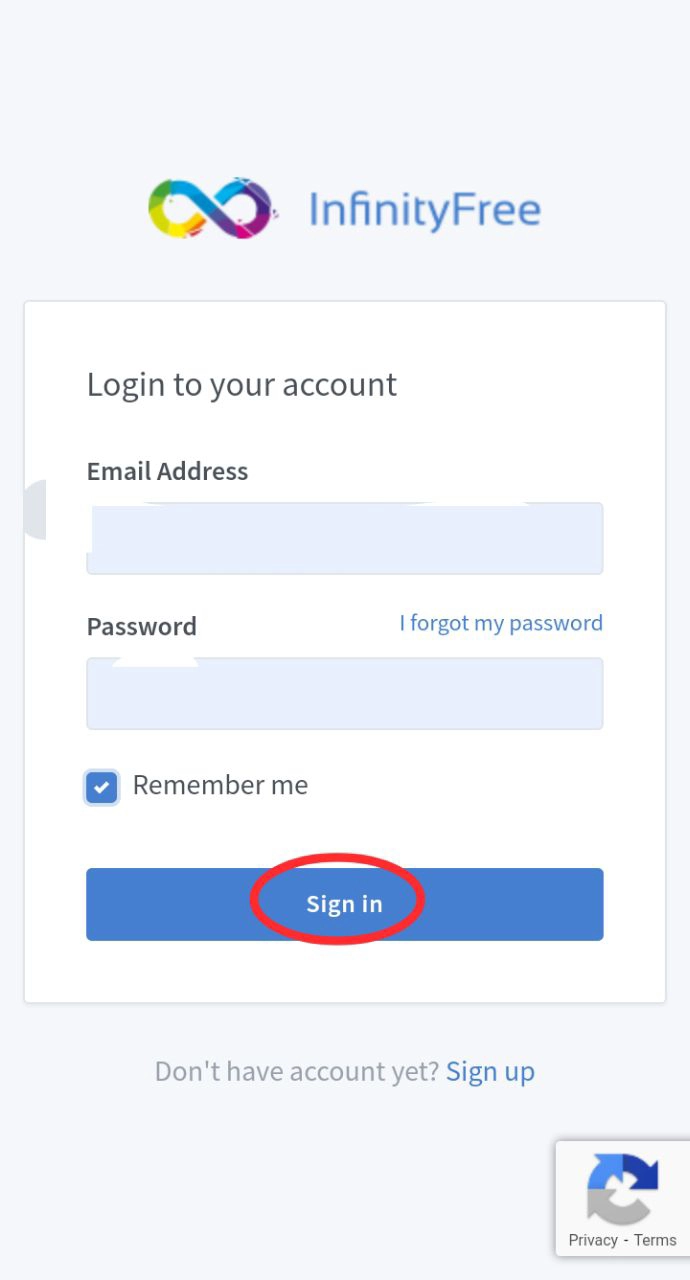 InfinityFree
Login to your account
Email Address
Password
I forgot my password
Remember me
Sign in
Don't have account yet? Sign up
Privacy - Terms